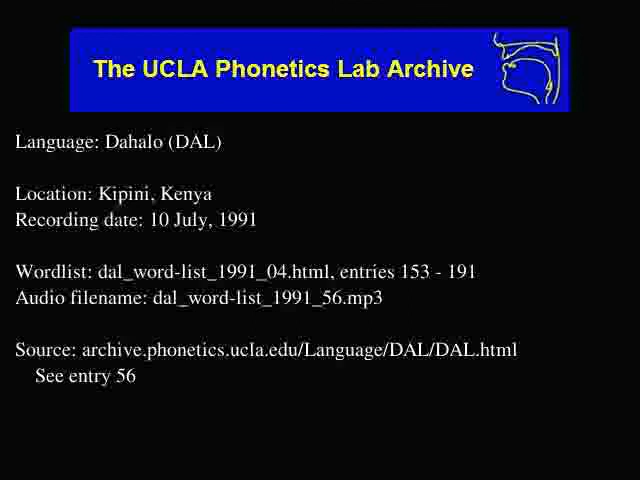 The UCLA Phonetics Lab Archive
Language: Dahalo (DAL)
Location: Kipini, Kenya
Recording date: 10 July, 1991
Wordlist: dal_word-list_1991_04.html, entries 153 - 191
Audio filename: dal_word-list_1991_56.mp3
Source: archive.phonetics.ucla.edu/Language/DAL/DAL.html
See entry 56